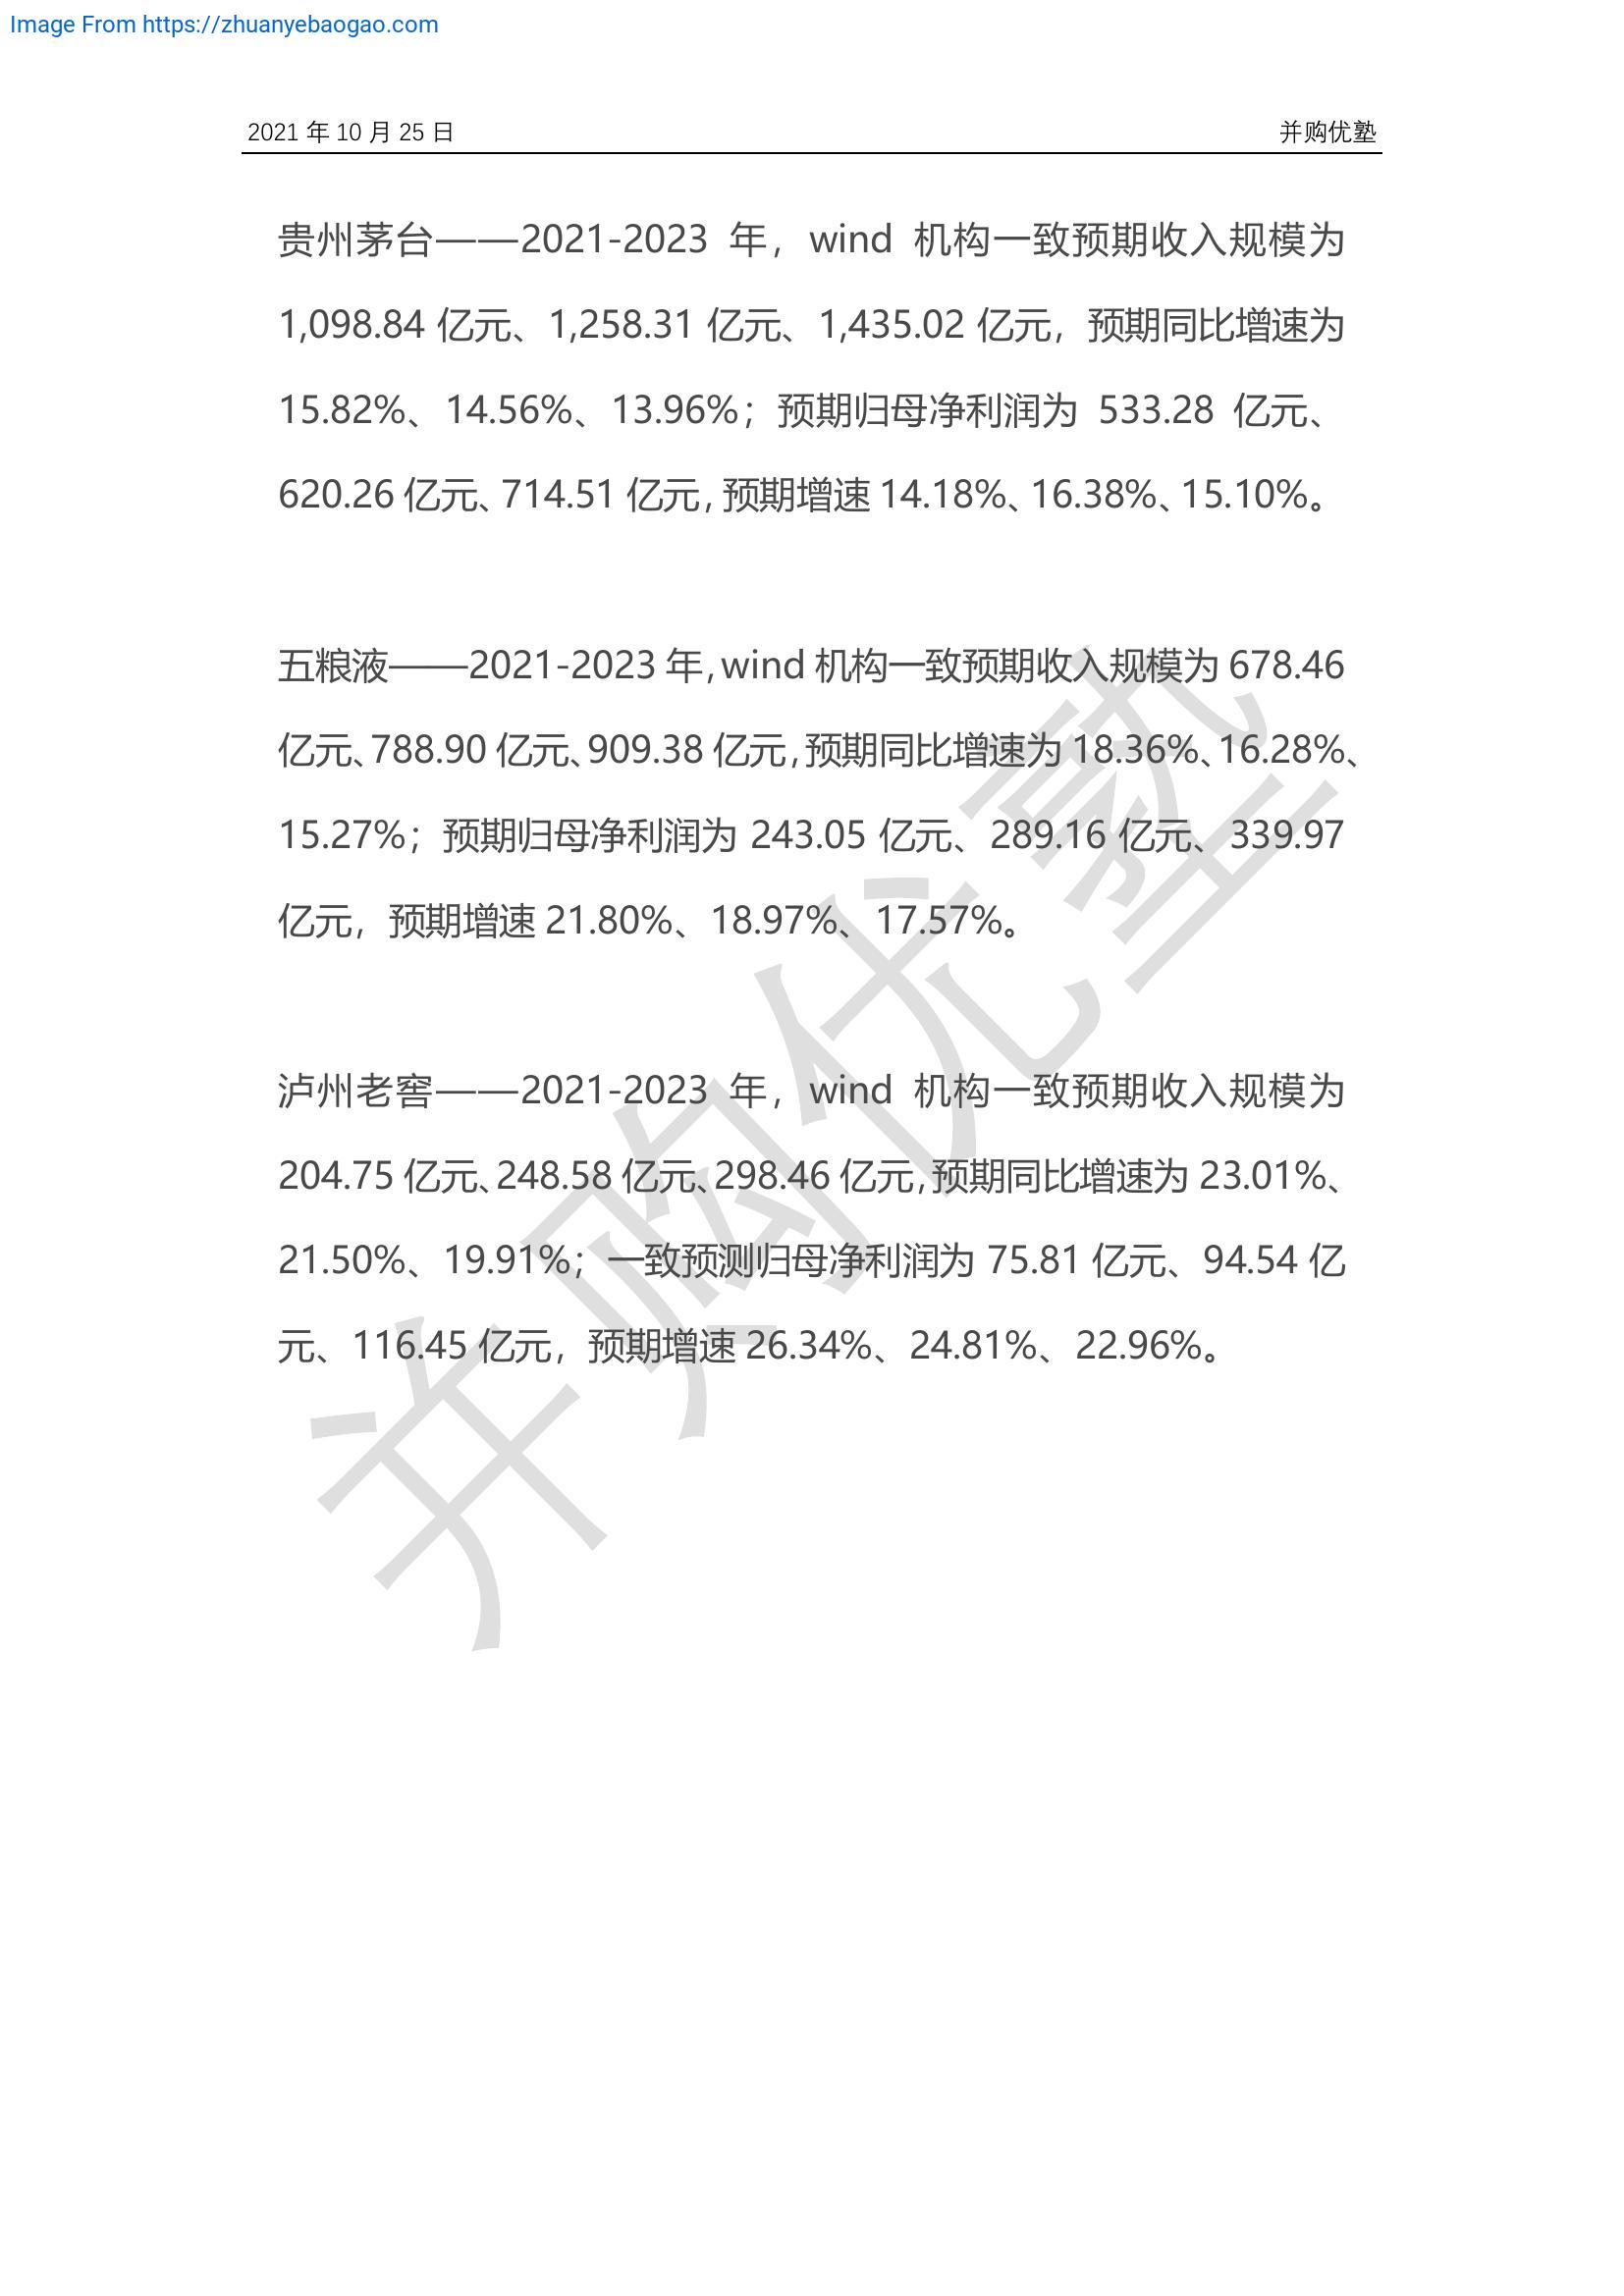 Image From https://zhuanyebaogao.com
2021 年 10 月 25 日 并购优塾
贵州茅台——2021-2023 年，wind 机构一致预期收入规模为
1,098.84 亿元、1,258.31 亿元、1,435.02 亿元，预期同比增速为
15.82%、14.56%、13.96%；预期归母净利润为 533.28 亿元、
620.26 亿元、714.51 亿元，预期增速 14.18%、16.38%、15.10%。
五粮液——2021-2023 年，wind 机构一致预期收入规模为 678.46
亿元、788.90 亿元、909.38 亿元，预期同比增速为 18.36%、16.28%、
15.27%；预期归母净利润为 243.05 亿元、289.16 亿元、339.97
亿元，预期增速 21.80%、18.97%、17.57%。
泸州老窖——2021-2023 年，wind 机构一致预期收入规模为
204.75 亿元、248.58 亿元、298.46 亿元，预期同比增速为 23.01%、
21.50%、19.91%；一致预测归母净利润为 75.81 亿元、94.54 亿
元、116.45 亿元，预期增速 26.34%、24.81%、22.96%。
并购优塾